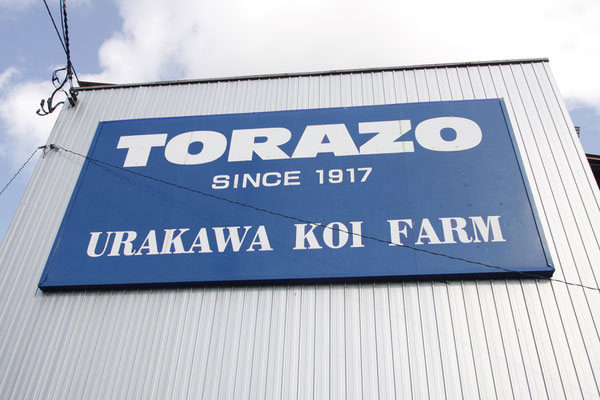 TORAZO
SINCE 1917
URAKAWA KOI FARM